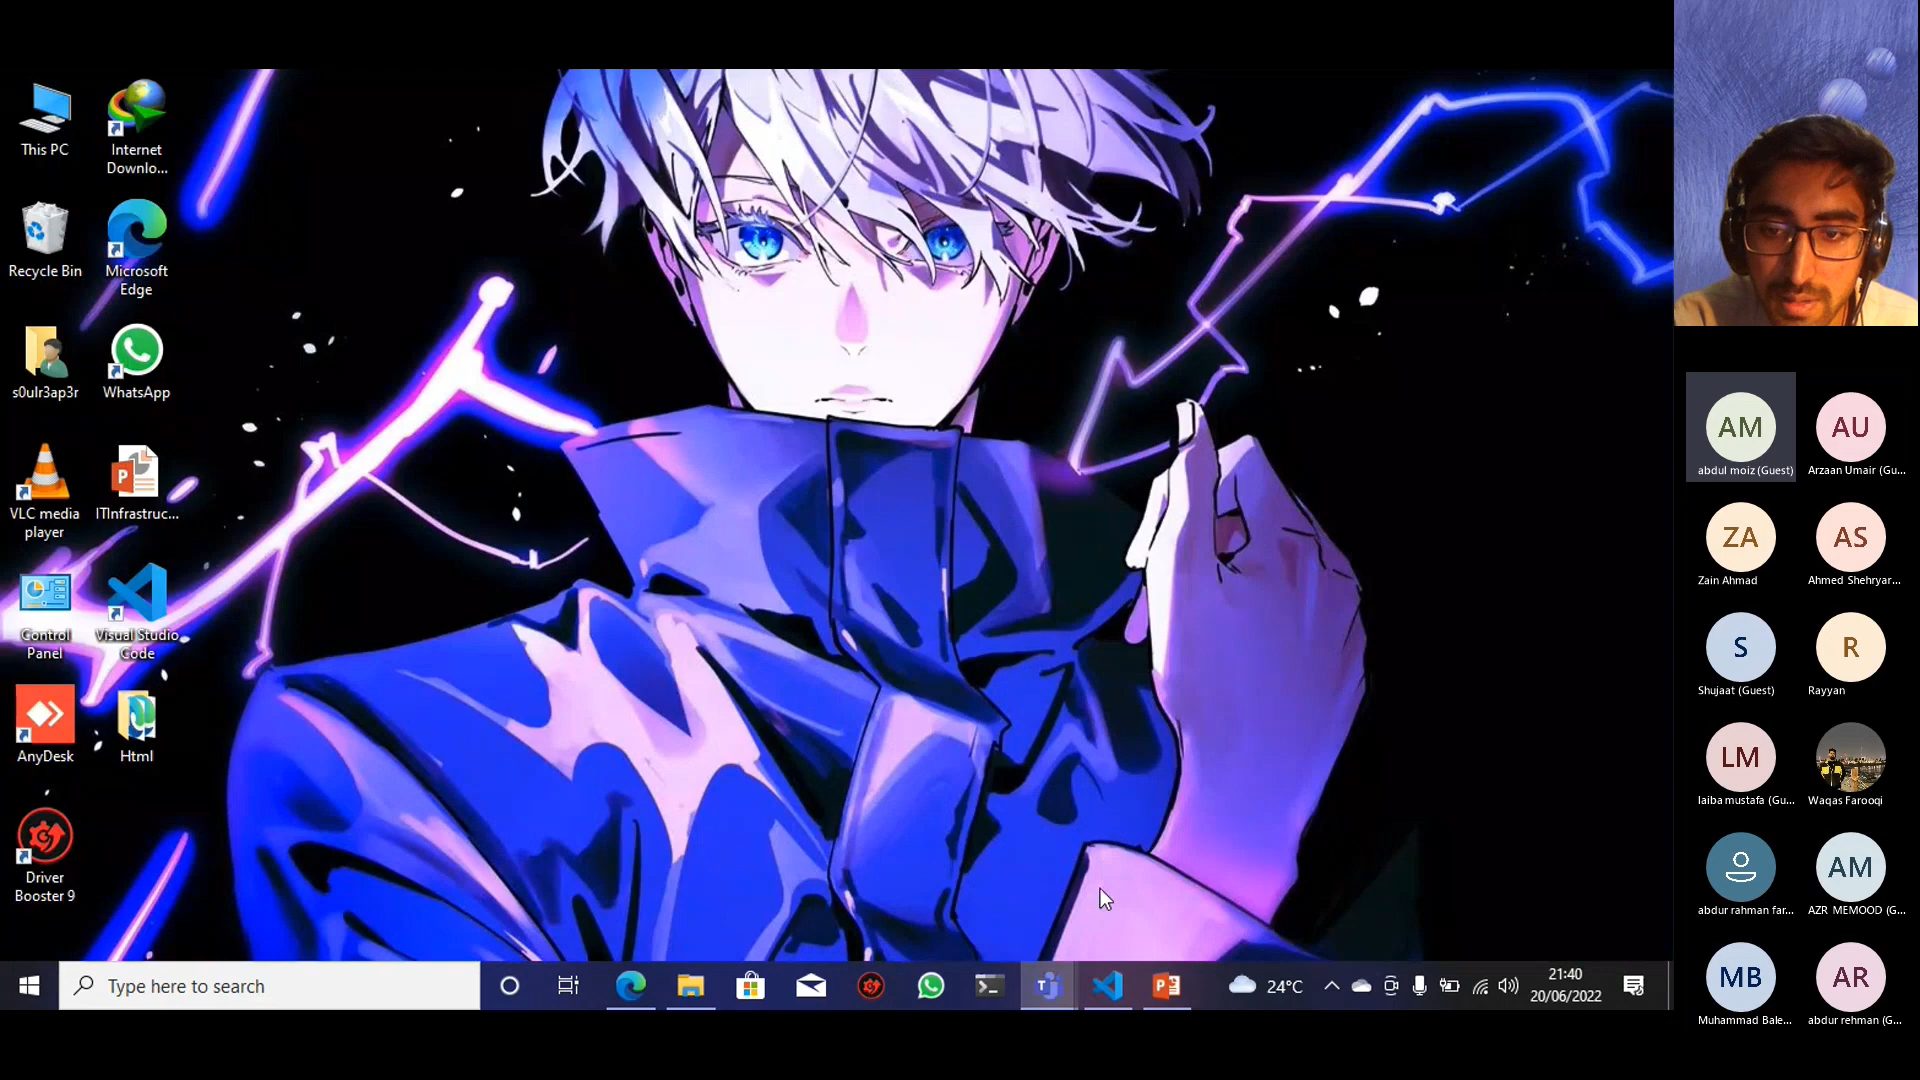 This PC
Internet
Downlo...
Recycle Bin
Microsoft
Edge
s0ulr3ap3r
WhatsApp
VLC media
player
ITInfrastruc...
Control
Panel
Visual Studio
Code
AnyDesk
Html
Driver
Booster 9
Type here to search
24°C
21:40
20/06/2022
AM
abdul moiz (Guest)
AU
Arzaan Umair (Gu...
ZA
Zain Ahmad
AS
Ahmed Shehryar...
S
Shujaat (Guest)
R
Rayyan
LM
laiba mustafa (Gu...
Waqas Farooqi
abdur rahman far...
AM
AZR MEMOOD (G...
MB
Muhammad Bale...
AR
abdur rehman (G...